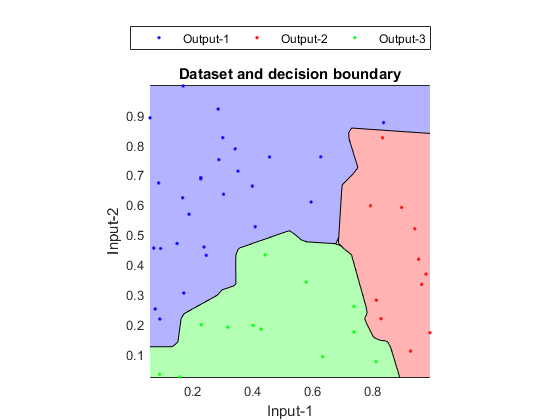 Output-1 Output-2 Output-3
Dataset and decision boundary
0.9
0.8
0.7
0.6
0.5
0.4
0.3
0.2
0.1
Input-2
0.2 0.4 0.6 0.8
Input-1